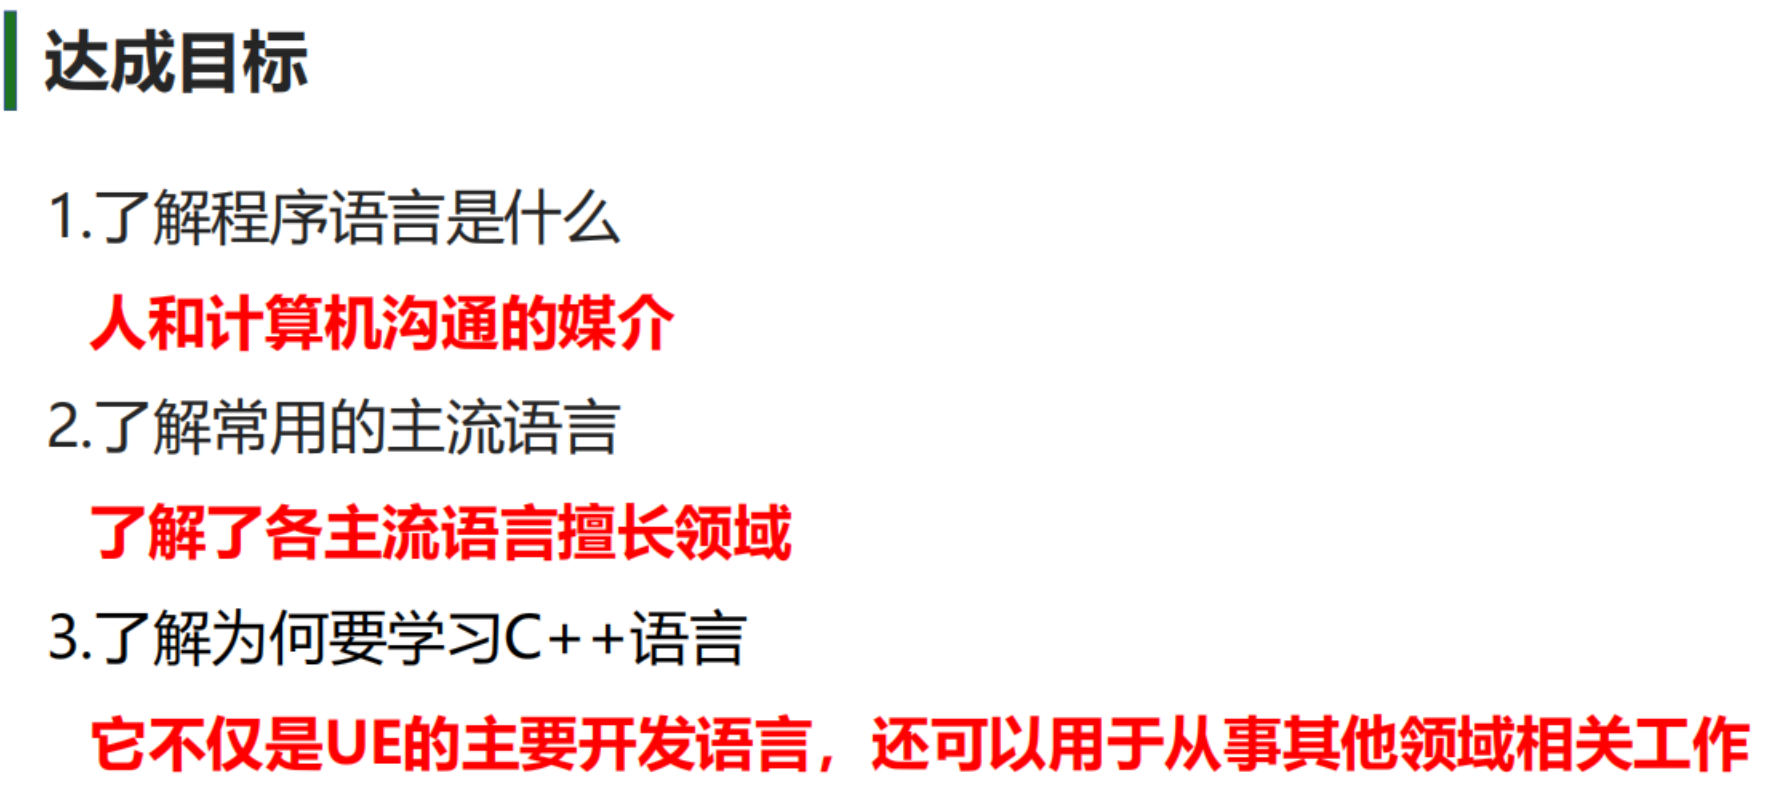 达成目标
1.了解程序语言是什么
人和计算机沟通的媒介
2.了解常用的主流语言
了解了各主流语言擅长领域
3.了解为何要学习C++语言
它不仅是UE的主要开发语言，还可以用于从事其他领域相关工作